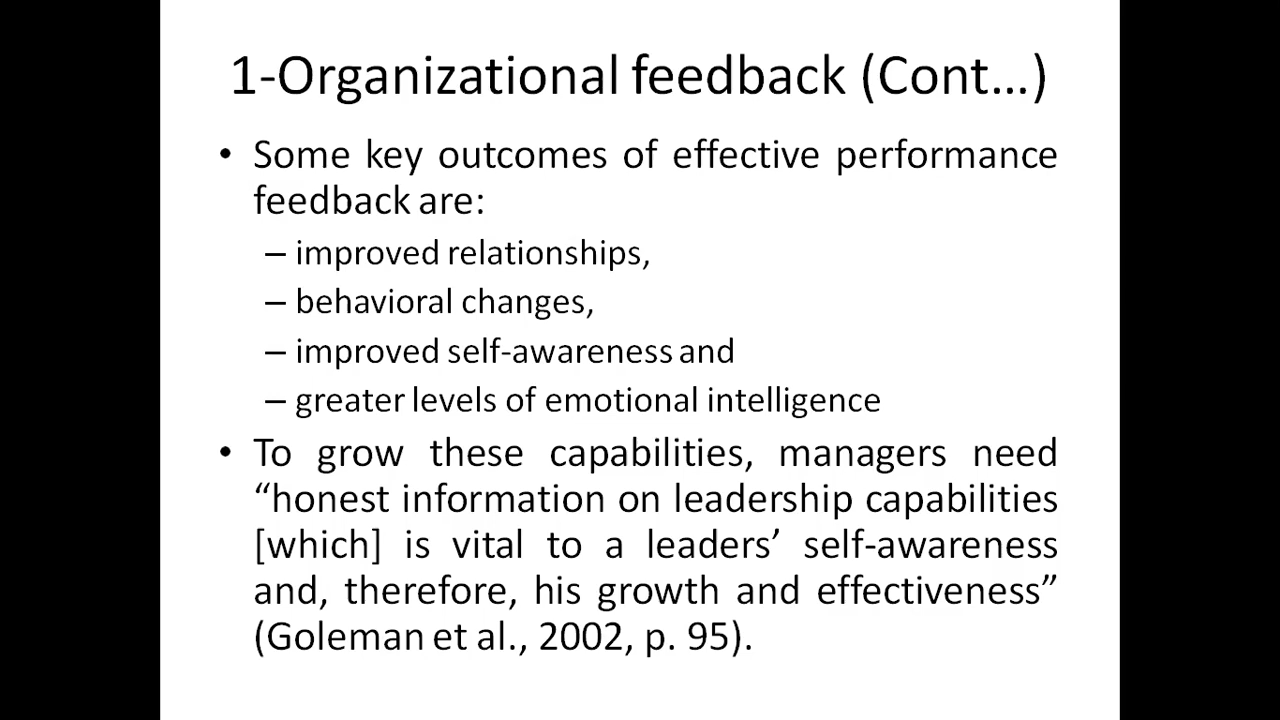 1-Organizational feedback (Cont...)
• Some key outcomes of effective performance
feedback are:
– improved relationships,
– behavioral changes,
– improved self-awareness and
– greater levels of emotional intelligence
• To grow these capabilities, managers need
“honest information on leadership capabilities
[which] is vital to a leaders’ self-awareness
and, therefore, his growth and effectiveness”
(Goleman et al., 2002, p. 95).